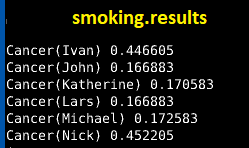 smoking.results
Cancer(Ivan) 0.446605
Cancer(John) 0.166883
Cancer(Katherine) 0.170583
Cancer(Lars) 0.166883
Cancer(Michael) 0.172583
Cancer(Nick) 0.452205